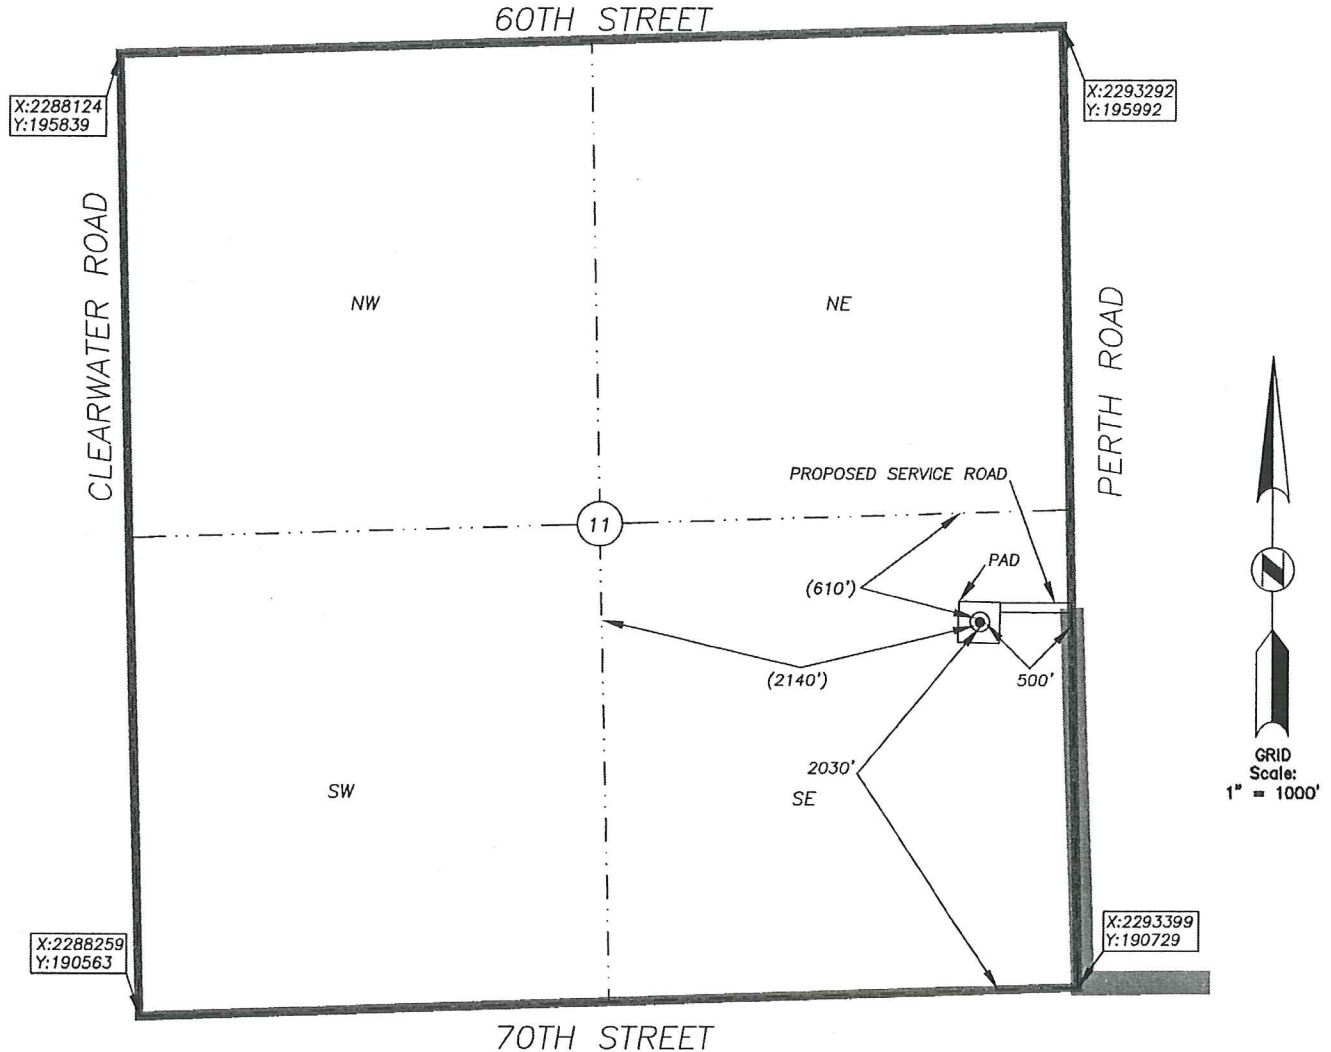 60TH STREET
X:2288124
Y:195839
X:2293292
Y:195992
CLEARWATER ROAD
NW
NE
PERTH ROAD
PROPOSED SERVICE ROAD
11
PAD
(610')
(2140')
500'
2030'
SW
SE
N
GRID
Scale:
1" = 1000'
X:2288259
Y:190563
X:2293399
Y:190729
70TH STREET